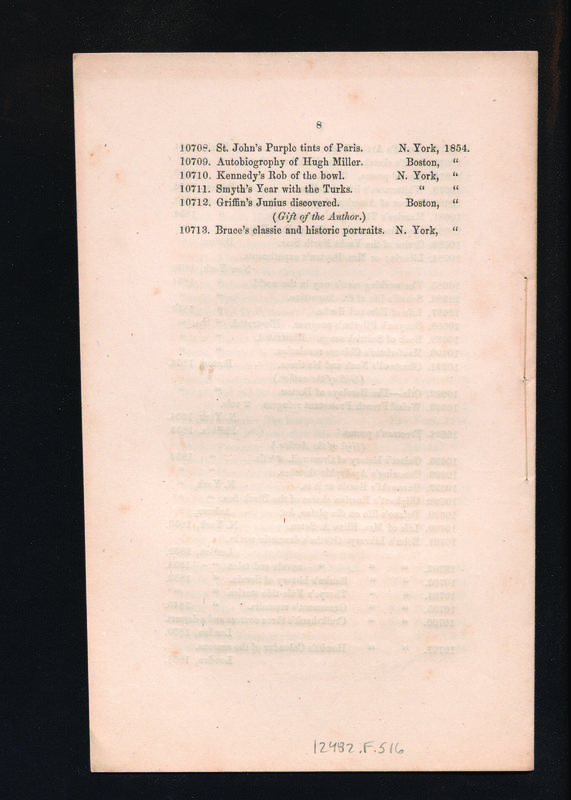 8
10708. St. John's Purple tints of Paris. N. York, 1854.
10709. Autobiogrophy of Hugh Miller. Boston, "
10710. Kennedy's Rob of the bowl. N. York, "
10711. Smyth's Year with the Turks. " "
10712. Griffin's Junius discovered. Boston, "
(Gift of the Author.)
10713. Bruce's classic and historic portraits. N. York, "
12432.F.516